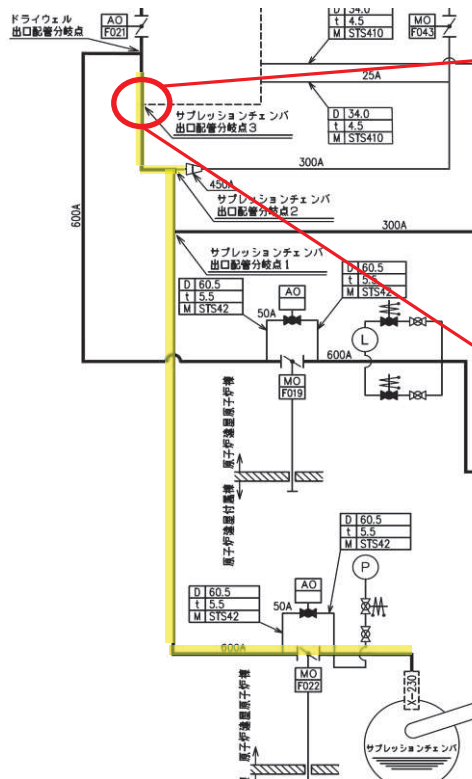 ドライウェル
出口配管分岐点
AO
F021
D 34.0
t 4.5
M STS410
MO
F043
25A
D 34.0
t 4.5
M STS410
サプレッションチェンバ
出口配管分岐点3
300A
450A
サプレッションチェンバ
出口配管分岐点2
600A
300A
サプレッションチェンバ
出口配管分岐点1
D 60.5
t 5.5
M STS42
AO
50A
D 60.5
t 5.5
M STS42
L
600A
MO
F019
原子炉建屋原子炉棟
原子炉建屋付属棟
D 60.5
t 5.5
M STS42
P
D 60.5
t 5.5
M STS42
AO
50A
600A
MO
F022
X-230
原子炉建屋原子炉棟
サプレッションチェンバ